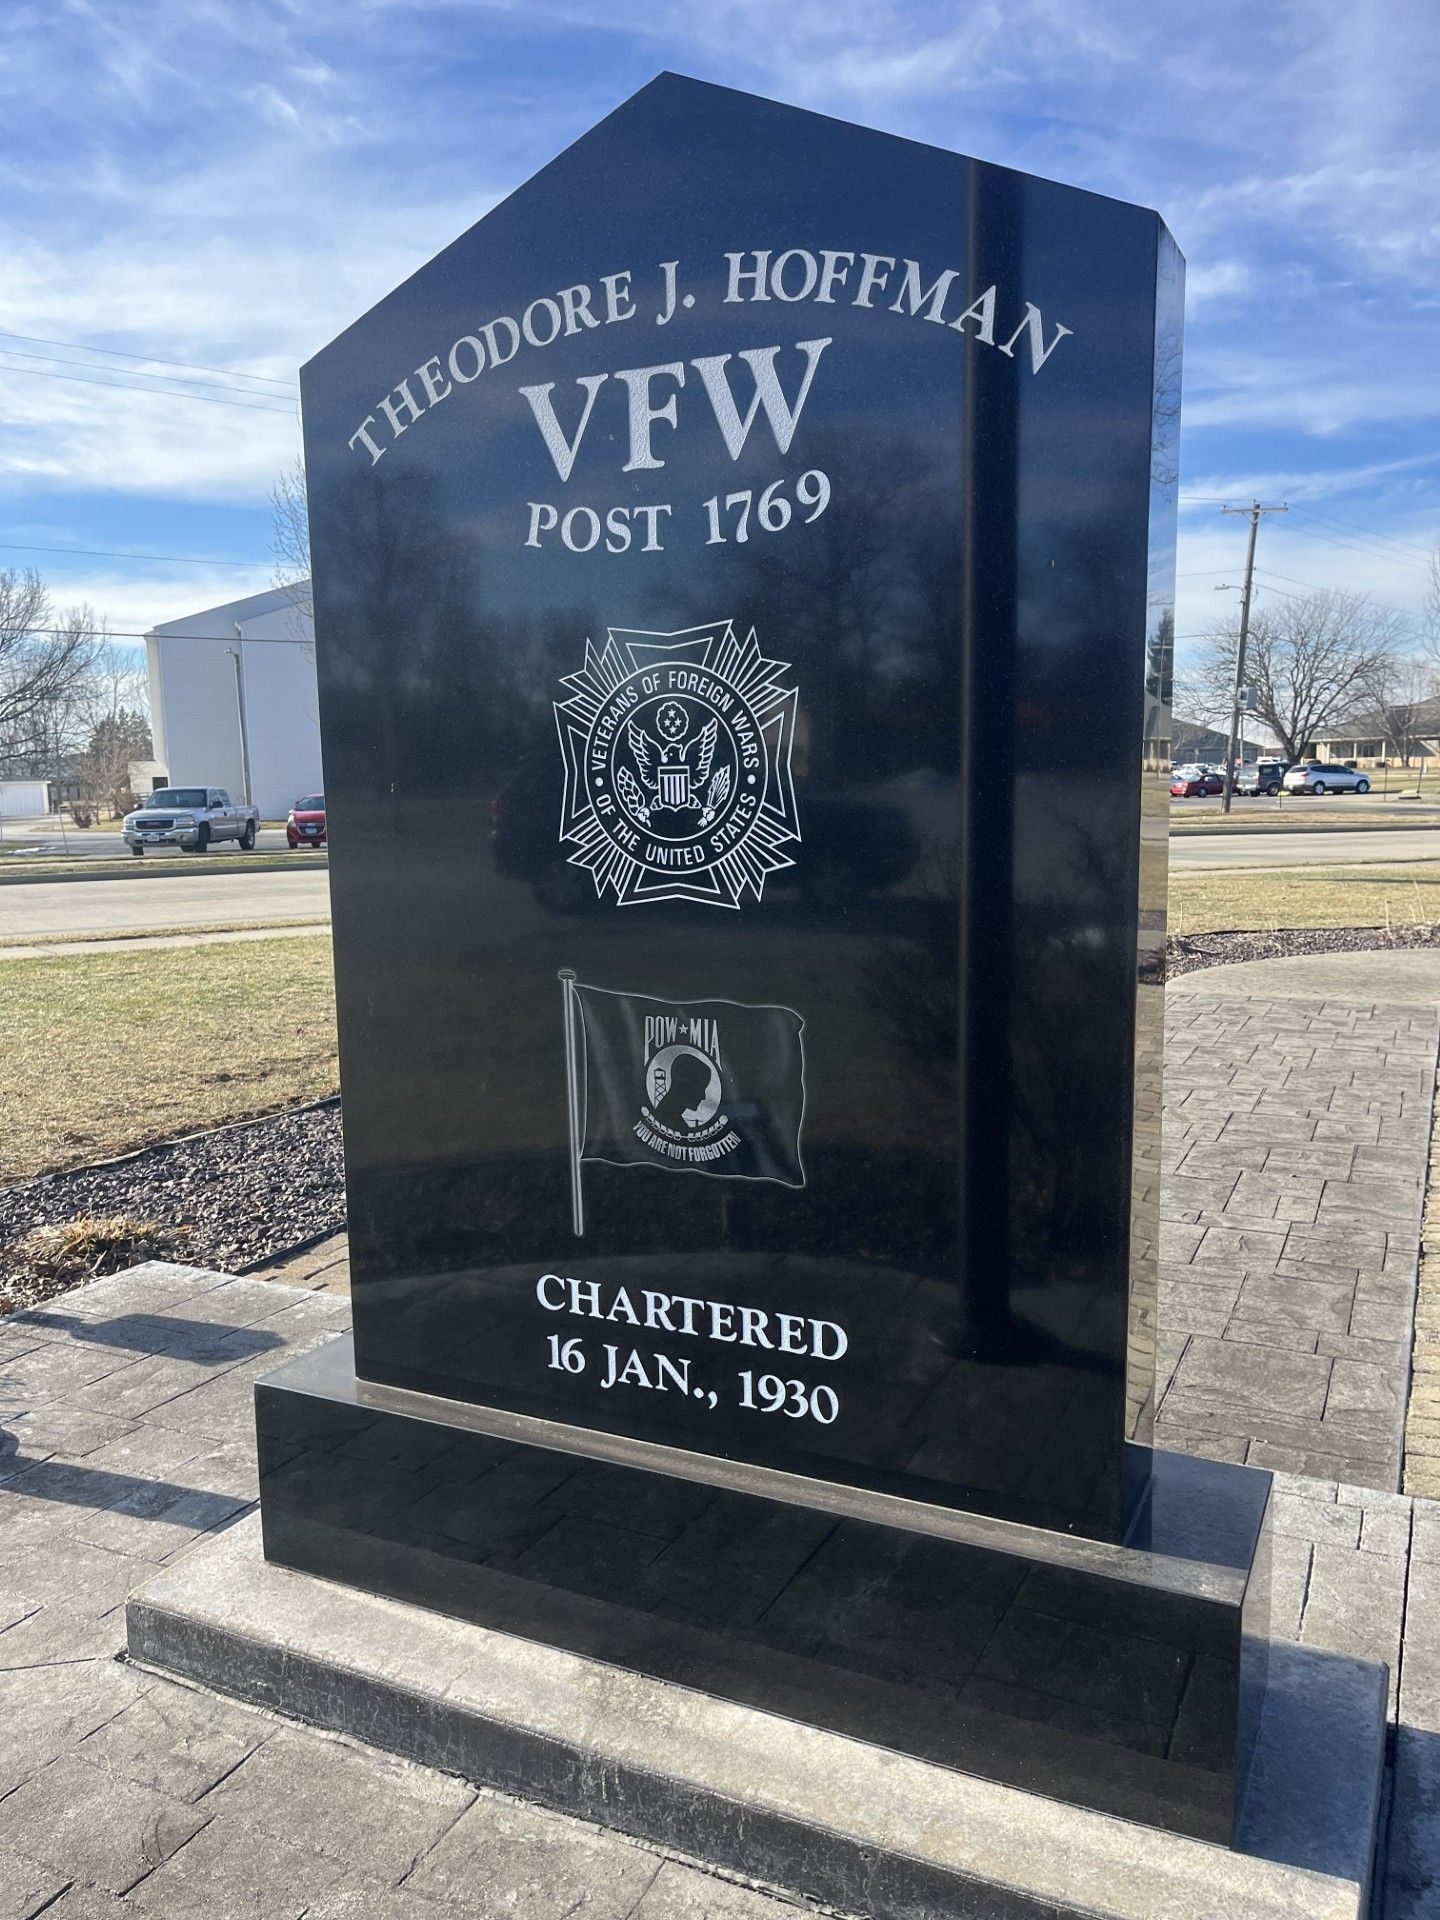 THEODORE J. HOFFMAN
VFW
POST 1769
VETERANS OF FOREIGN WARS
OF THE UNITED STATES
POW★MIA
YOU ARE NOT FORGOTTEN
CHARTERED
16 JAN., 1930